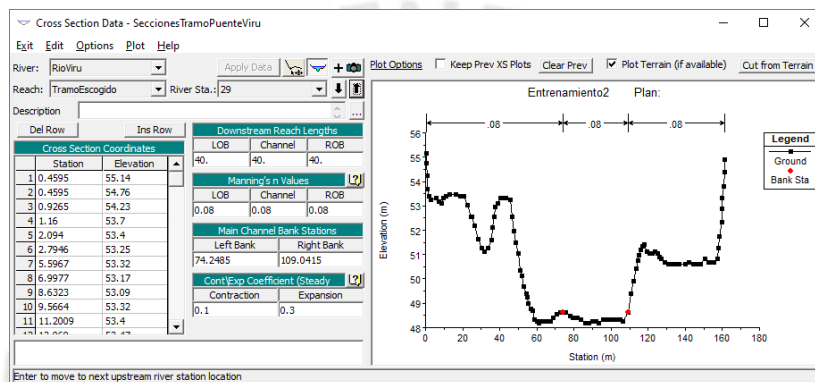 Cross Section Data - SeccionesTramoPuenteViru
Exit Edit Options Plot Help
River: RioViru
Apply Data
Plot Options Keep Prev XS Plots Clear Prev Plot Terrain (if available) Cut from Terrain
Reach: TramoEscogido River Sta.: 29
Description ...
Del Row Ins Row
Cross Section Coordinates
Station Elevation
1 0.4595 55.14
2 0.4595 54.76
3 0.9265 54.23
4 1.16 53.7
5 2.094 53.4
6 2.7946 53.25
7 5.5967 53.32
8 6.9977 53.17
9 8.6323 53.09
10 9.5664 53.32
11 11.2009 53.4
Downstream Reach Lengths
LOB Channel ROB
40. 40. 40.
Manning's n Values
LOB Channel ROB
0.08 0.08 0.08
Main Channel Bank Stations
Left Bank Right Bank
74.2485 109.0415
Cont\Exp Coefficient (Steady
Contraction Expansion
0.1 0.3
Entrenamiento2 Plan:
.08 .08 .08
56
55
54
53
52
51
50
49
48
Elevation (m)
0 20 40 60 80 100 120 140 160 180
Station (m)
Legend
Ground
Bank Sta
Enter to move to next upstream river station location